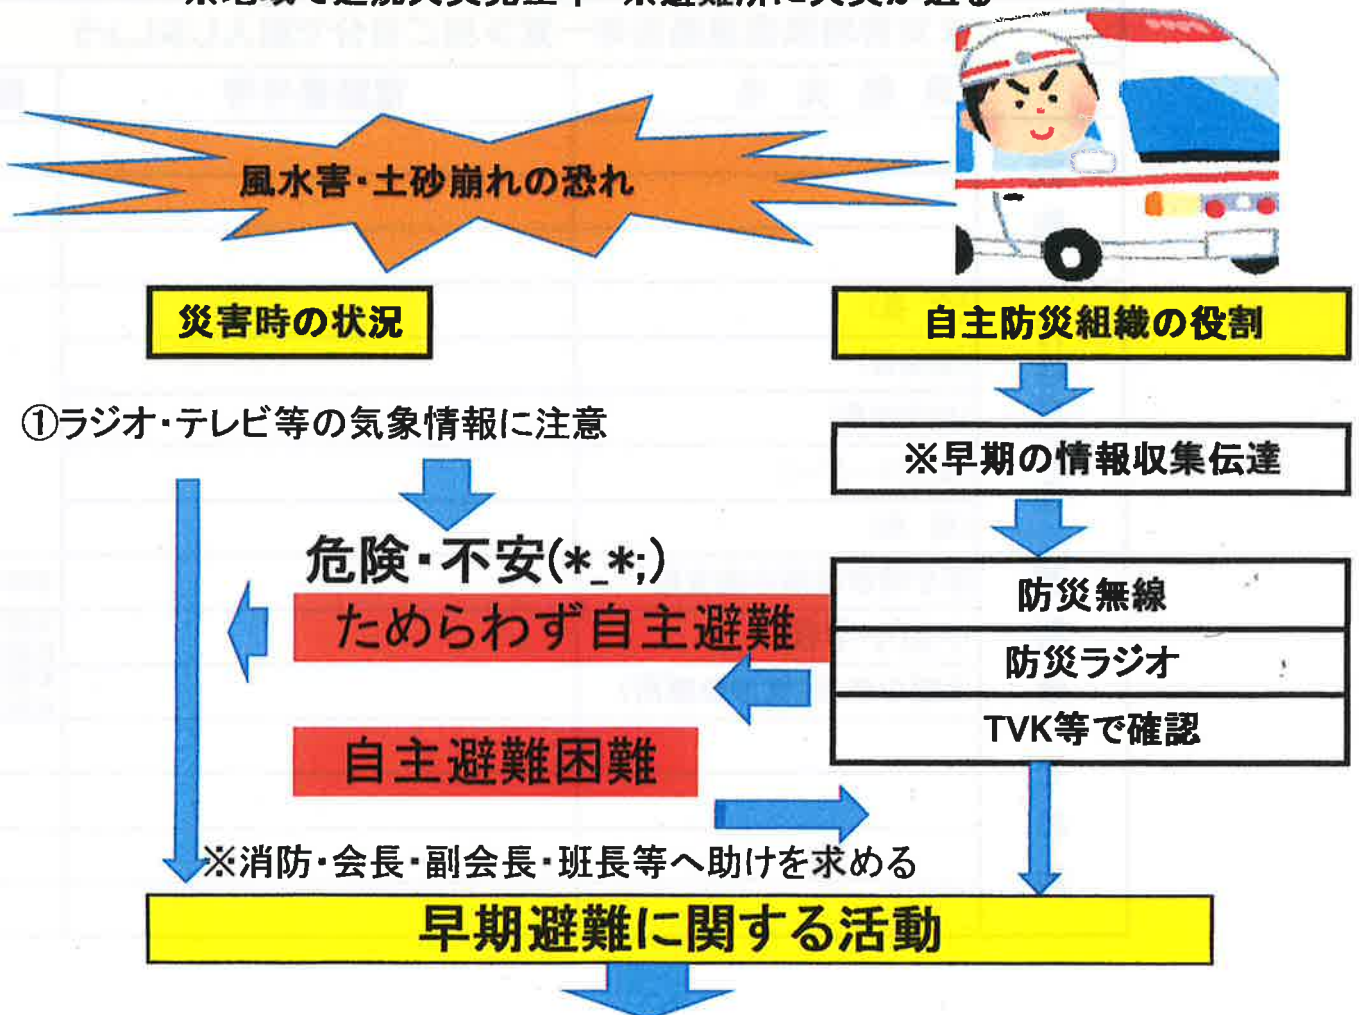 風水害・土砂崩れの恐れ
災害時の状況
自主防災組織の役割
①ラジオ・テレビ等の気象情報に注意
※早期の情報収集伝達
危険・不安(*_*;)
ためらわず自主避難
防災無線
防災ラジオ
TVK等で確認
自主避難困難
※消防・会長・副会長・班長等へ助けを求める
早期避難に関する活動